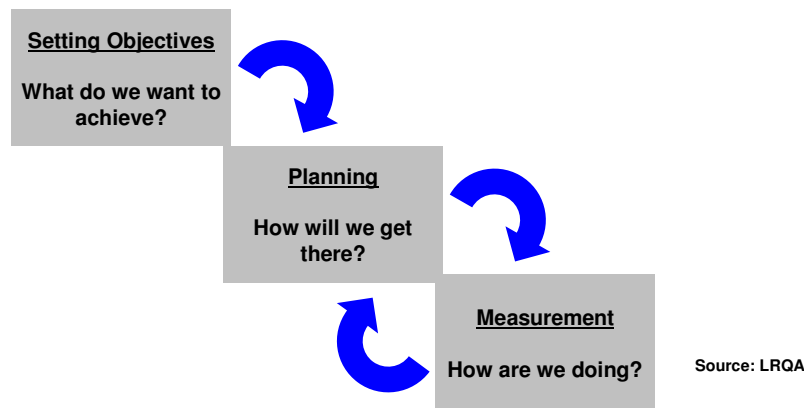 Setting Objectives
What do we want to
achieve?
Planning
How will we get
there?
Measurement
How are we doing?
Source: LRQA